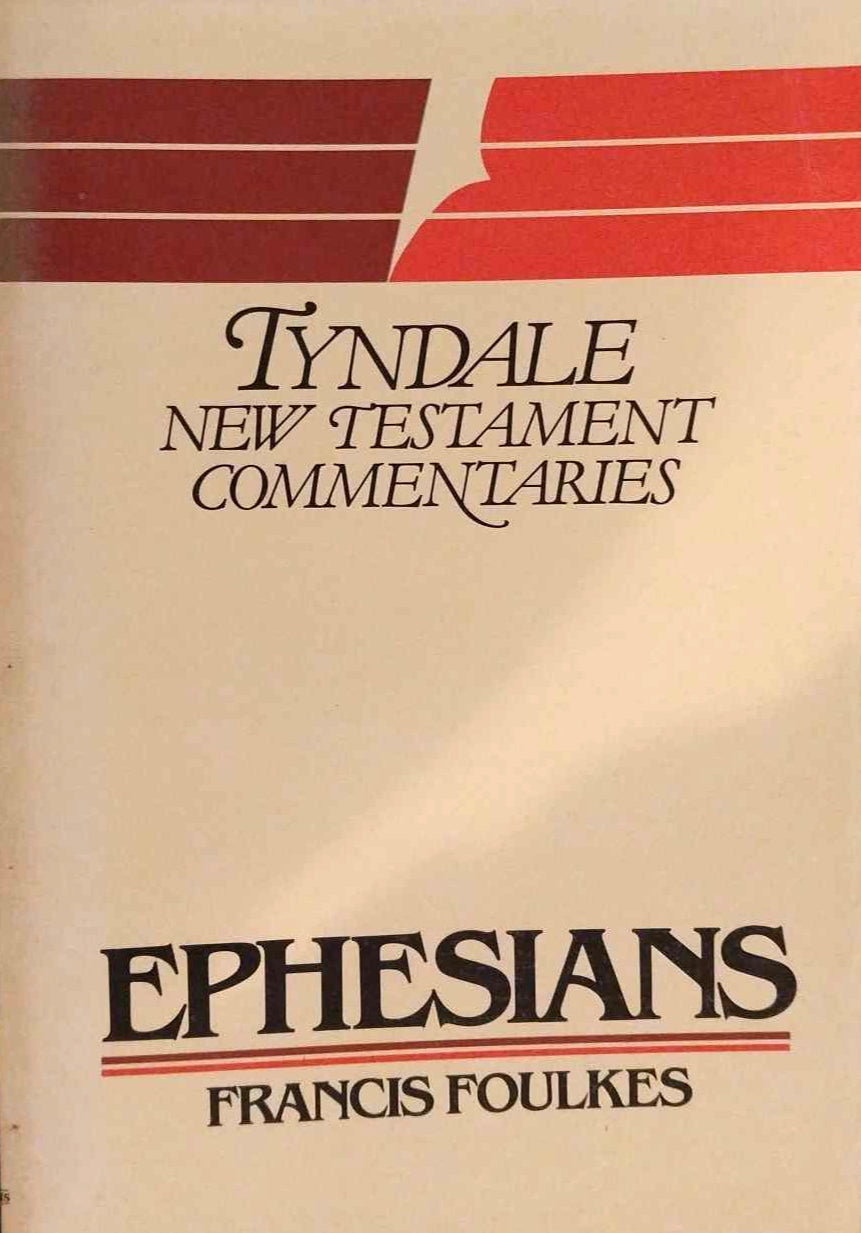 TYNDALE
NEW TESTAMENT
COMMENTARIES
EPHESIANS
FRANCIS FOULKES